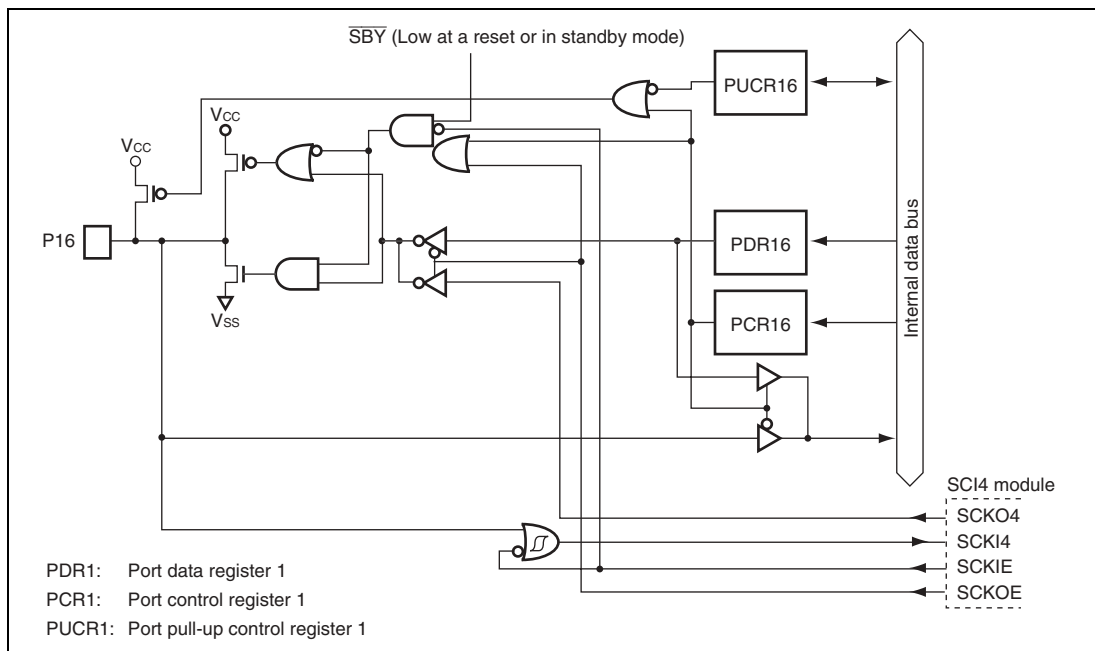 SBY (Low at a reset or in standby mode)
PUCR16
VCC
VCC
P16
PDR16
PCR16
VSS
Internal data bus
SCI4 module
SCKO4
SCKI4
SCKIE
SCKOE
PDR1: Port data register 1
PCR1: Port control register 1
PUCR1: Port pull-up control register 1